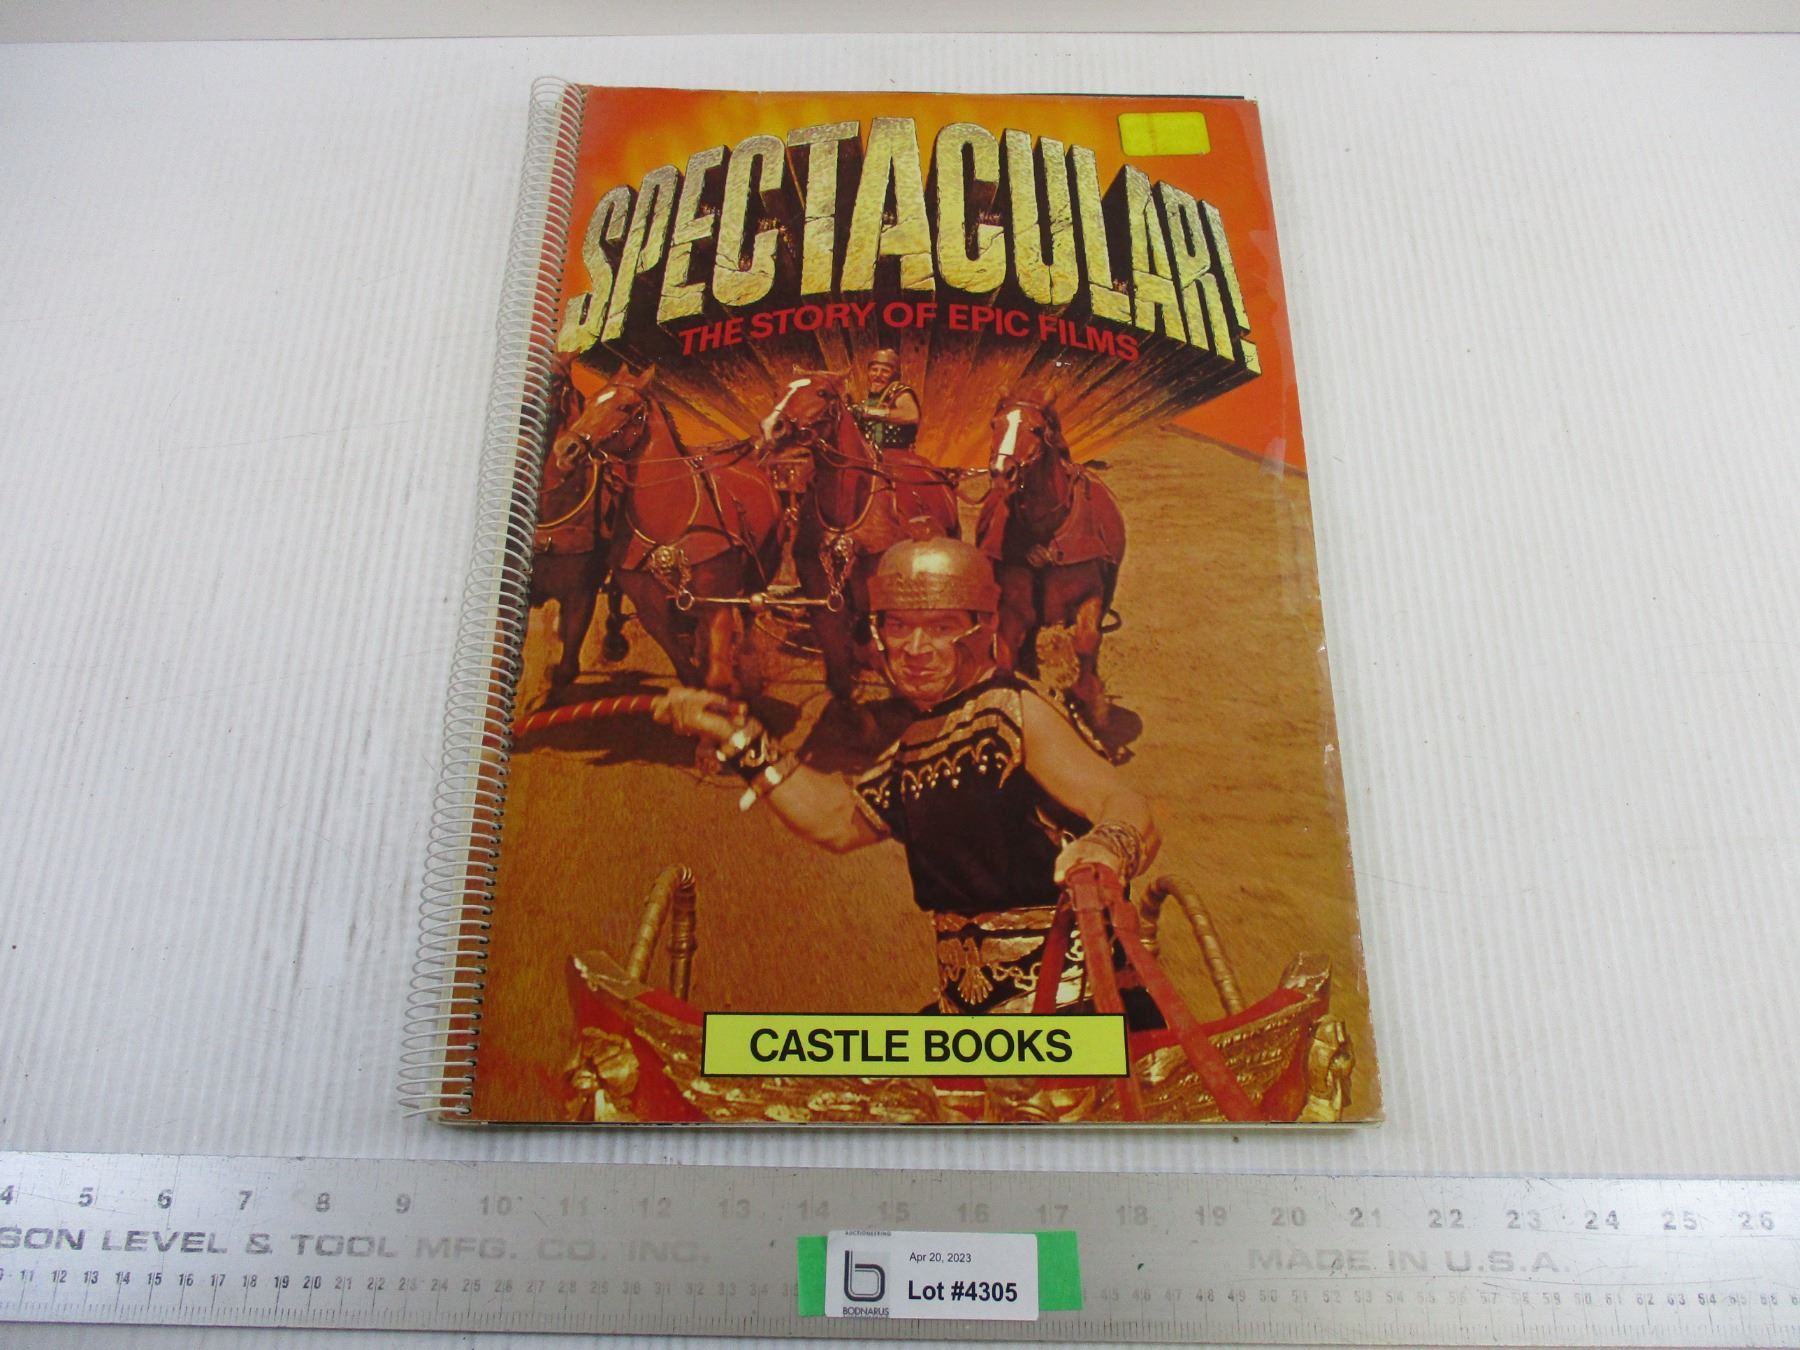 SPECTACULAR!
THE STORY OF EPIC FILMS
CASTLE BOOKS
4 5 6 7 8 9 10 11 12 13 14 15 16 17 18 19 20 21 22 23 24 25 26
SON LEVEL & TOOL MFG. CO. INC. MADE IN U.S.A.
AUCTIONEERING
Apr 20, 2023
Lot #4305
BODNARUS